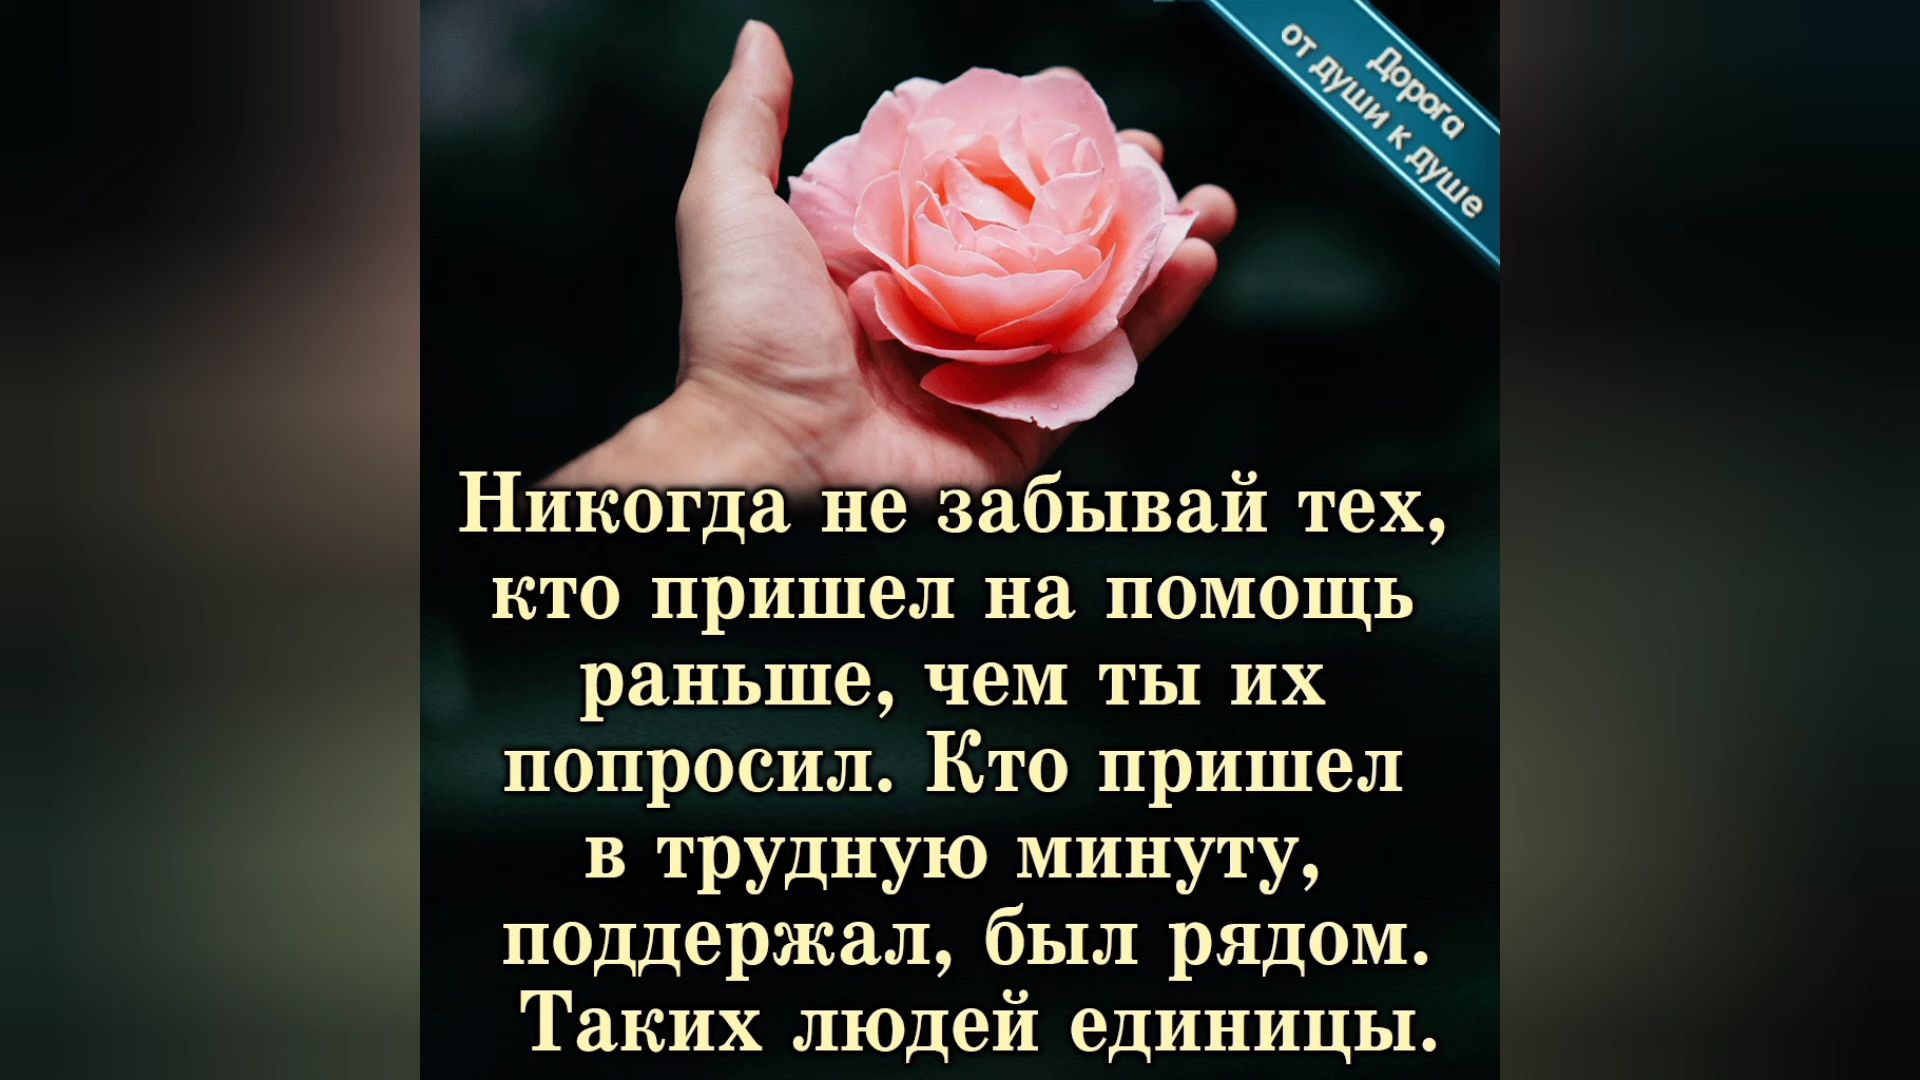 Дорога
от души к душе
Никогда не забывай тех,
кто пришел на помощь
раньше, чем ты их
попросил. Кто пришел
в трудную минуту,
поддержал, был рядом.
Таких людей единицы.